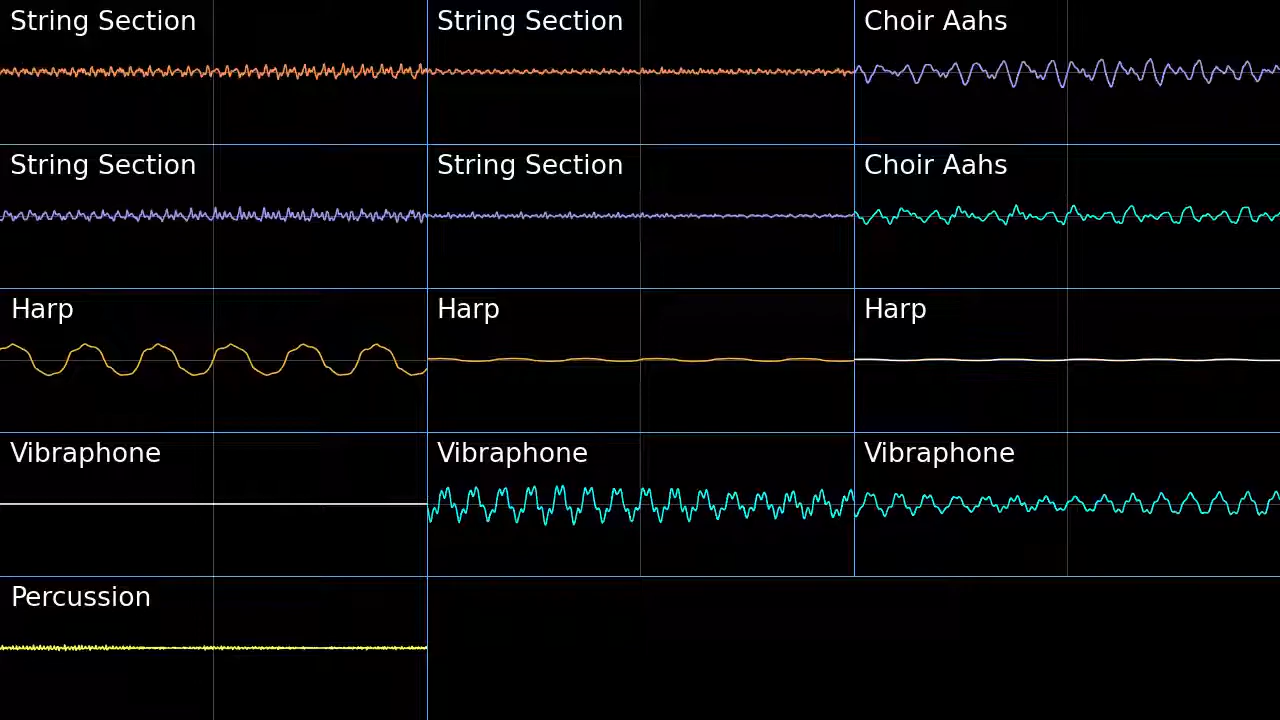 String Section
String Section
Choir Aahs
String Section
String Section
Choir Aahs
Harp
Harp
Harp
Vibraphone
Vibraphone
Vibraphone
Percussion